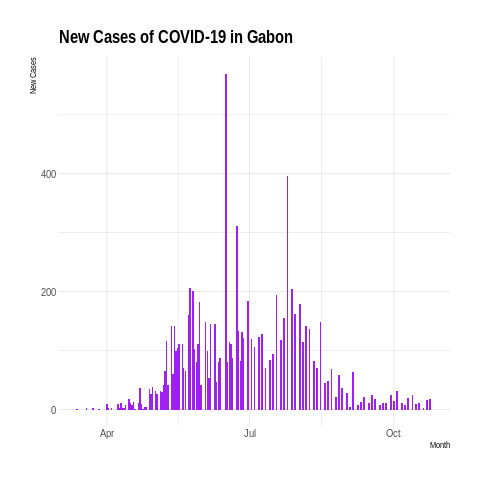 New Cases of COVID-19 in Gabon
New Cases
400
200
0
Apr
Jul
Oct
Month